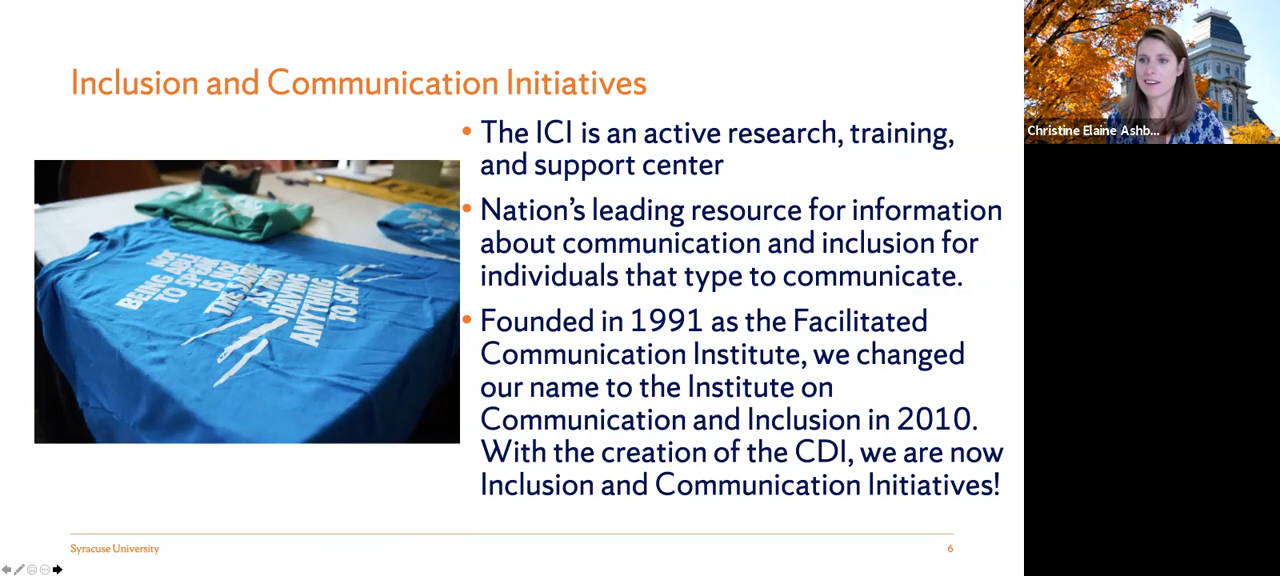 Inclusion and Communication Initiatives
• The ICI is an active research, training,
and support center
• Nation's leading resource for information
about communication and inclusion for
individuals that type to communicate.
• Founded in 1991 as the Facilitated
Communication Institute, we changed
our name to the Institute on
Communication and Inclusion in 2010.
With the creation of the CDI, we are now
Inclusion and Communication Initiatives!
NOT
BEING ABLE
TO SPEAK
IS NOT
THE SAME
AS NOT
HAVING
ANYTHING
TO SAY
Syracuse University
6
Christine Elaine Ashb...